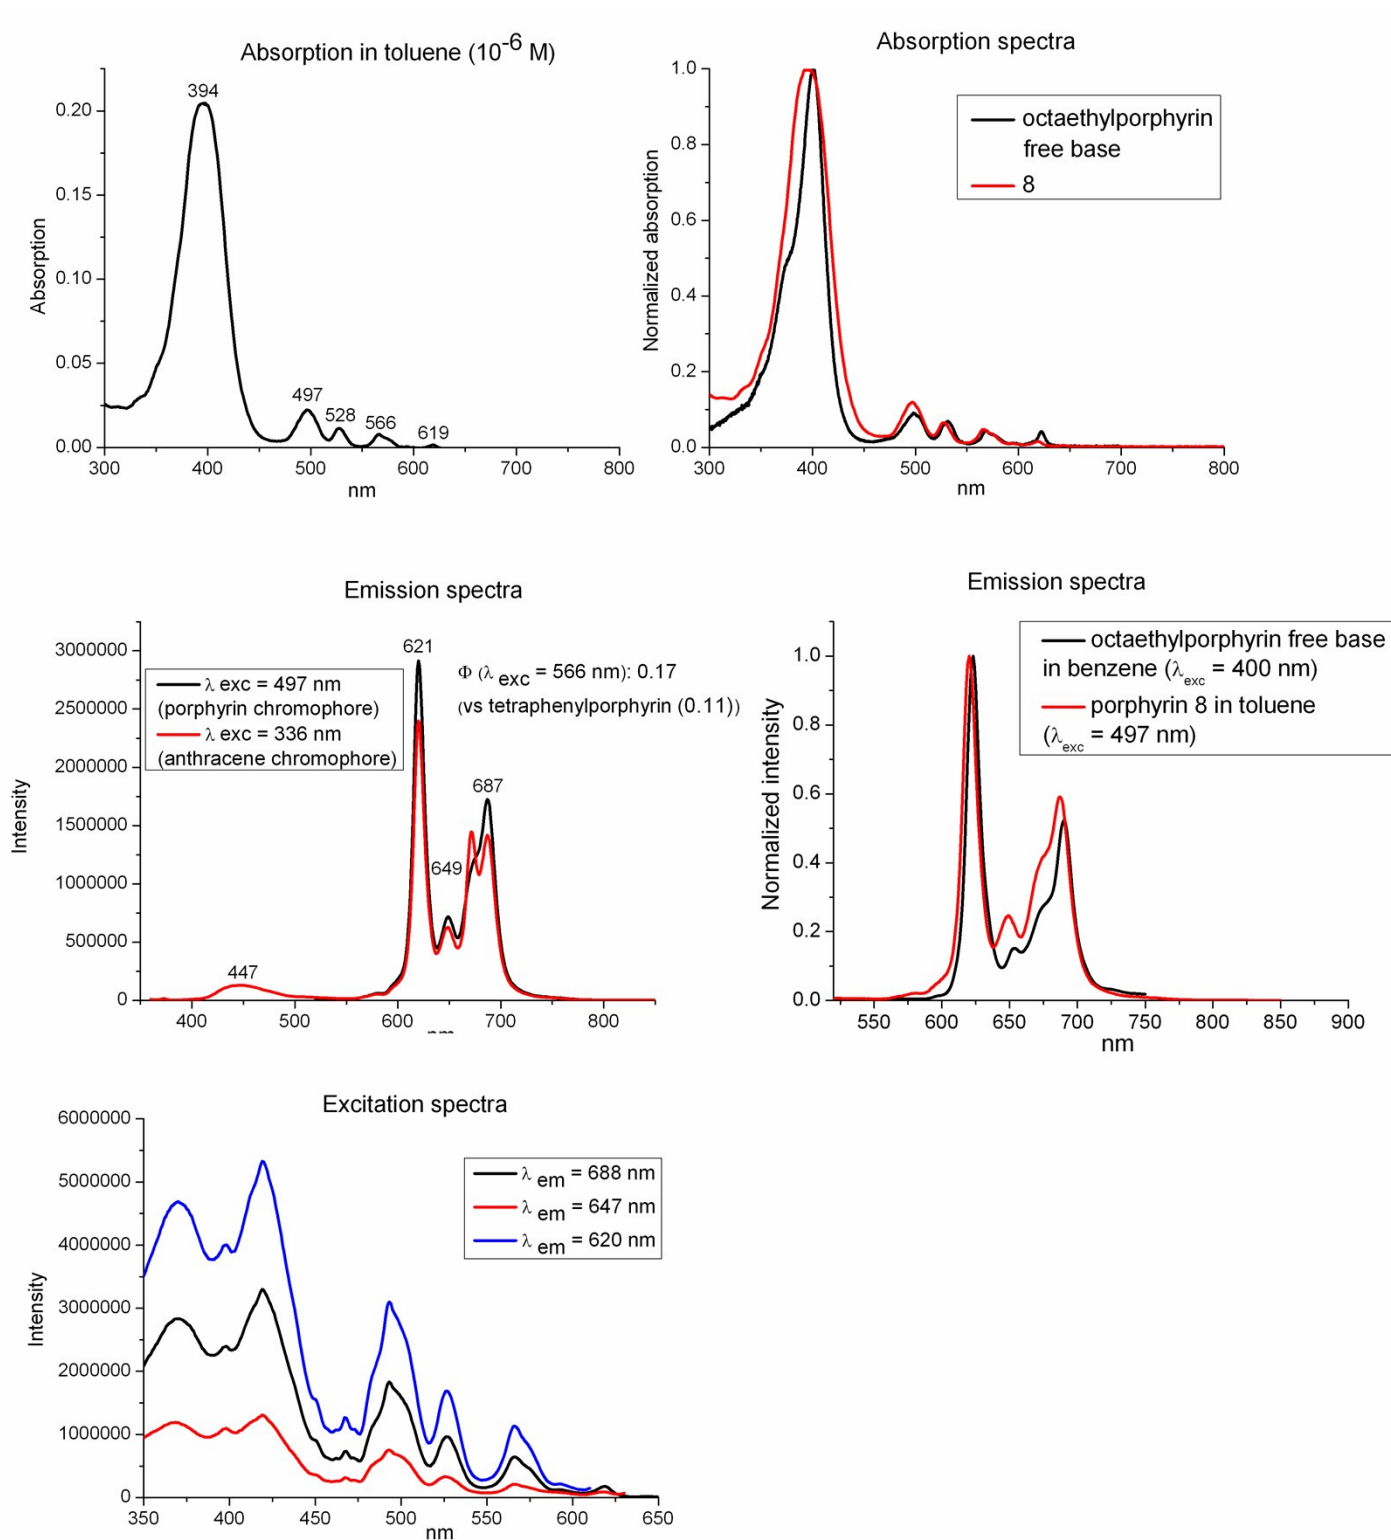 Absorption in toluene (10-6 M)
0.20
0.15
0.10
0.05
0.00
Absorption
394
497
528
566
619
300 400 500 600 700 800
nm
Absorption spectra
1.0
0.8
0.6
0.4
0.2
0.0
Normalized absorption
octaethylporphyrin
free base
8
300 400 500 600 700 800
nm
Emission spectra
3000000
2500000
2000000
1500000
1000000
500000
0
Intensity
λ exc = 497 nm
(porphyrin chromophore)
λ exc = 336 nm
(anthracene chromophore)
621
Φ (λ exc = 566 nm): 0.17
(vs tetraphenylporphyrin (0.11))
687
649
447
400 500 600 700 800
Emission spectra
1.0
0.8
0.6
0.4
0.2
0.0
Normalized intensity
octaethylporphyrin free base
in benzene (λexc = 400 nm)
porphyrin 8 in toluene
(λexc = 497 nm)
550 600 650 700 750 800 850 900
nm
Excitation spectra
6000000
5000000
4000000
3000000
2000000
1000000
0
Intensity
λ em = 688 nm
λ em = 647 nm
λ em = 620 nm
350 400 450 500 550 600 650
nm